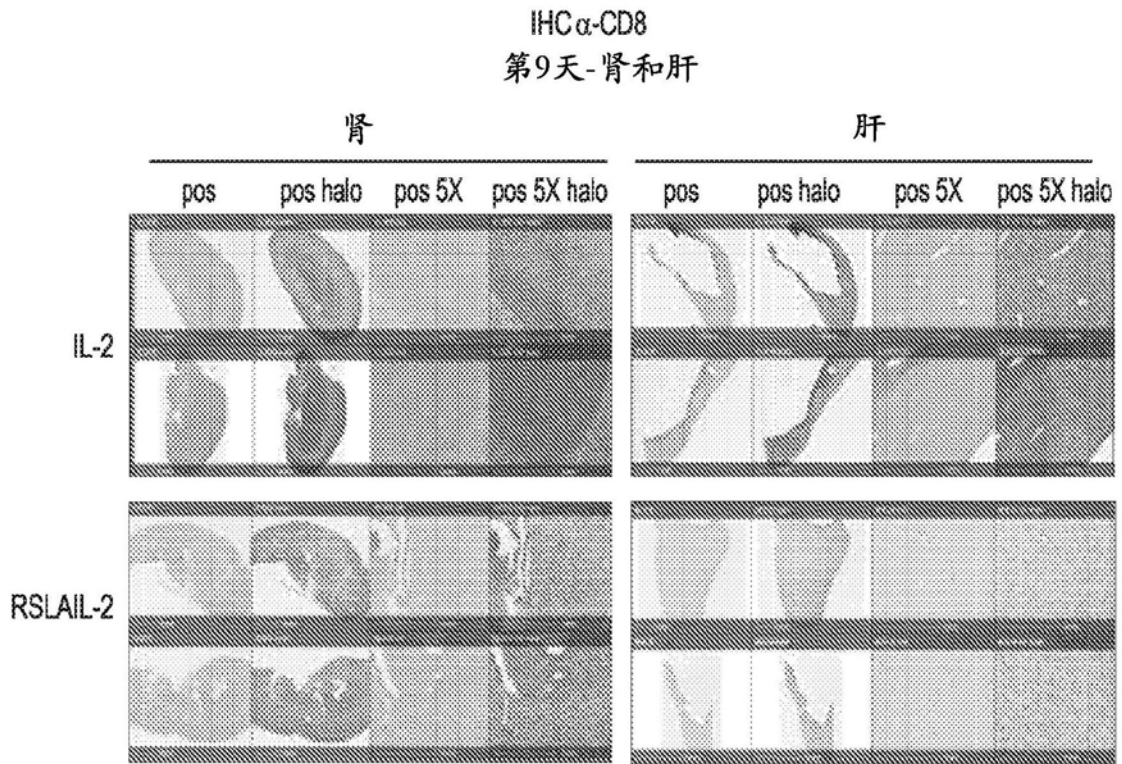 IHC α-CD8
第9天-肾和肝
肾 肝
pos pos halo pos 5X pos 5X halo pos pos halo pos 5X pos 5X halo
IL-2
RSLAIL-2